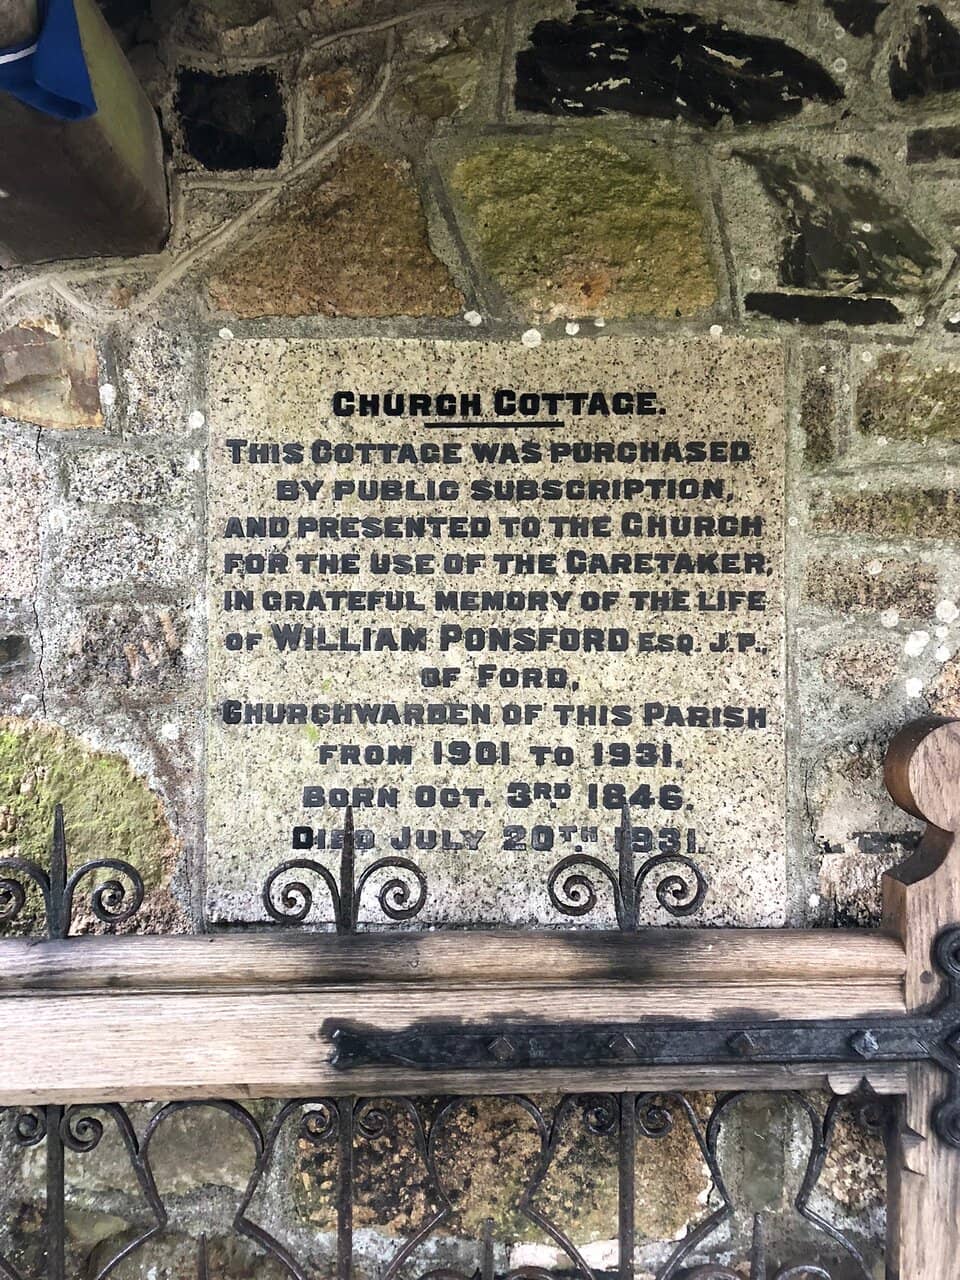 CHURCH COTTAGE.
THIS COTTAGE WAS PURCHASED
BY PUBLIC SUBSCRIPTION,
AND PRESENTED TO THE CHURCH
FOR THE USE OF THE CARETAKER,
IN GRATEFUL MEMORY OF THE LIFE
OF WILLIAM PONSFORD ESQ. J.P.,
OF FORD,
CHURCHWARDEN OF THIS PARISH
FROM 1901 TO 1931.
BORN OCT. 3RD 1846.
DIED JULY 20TH 1931.